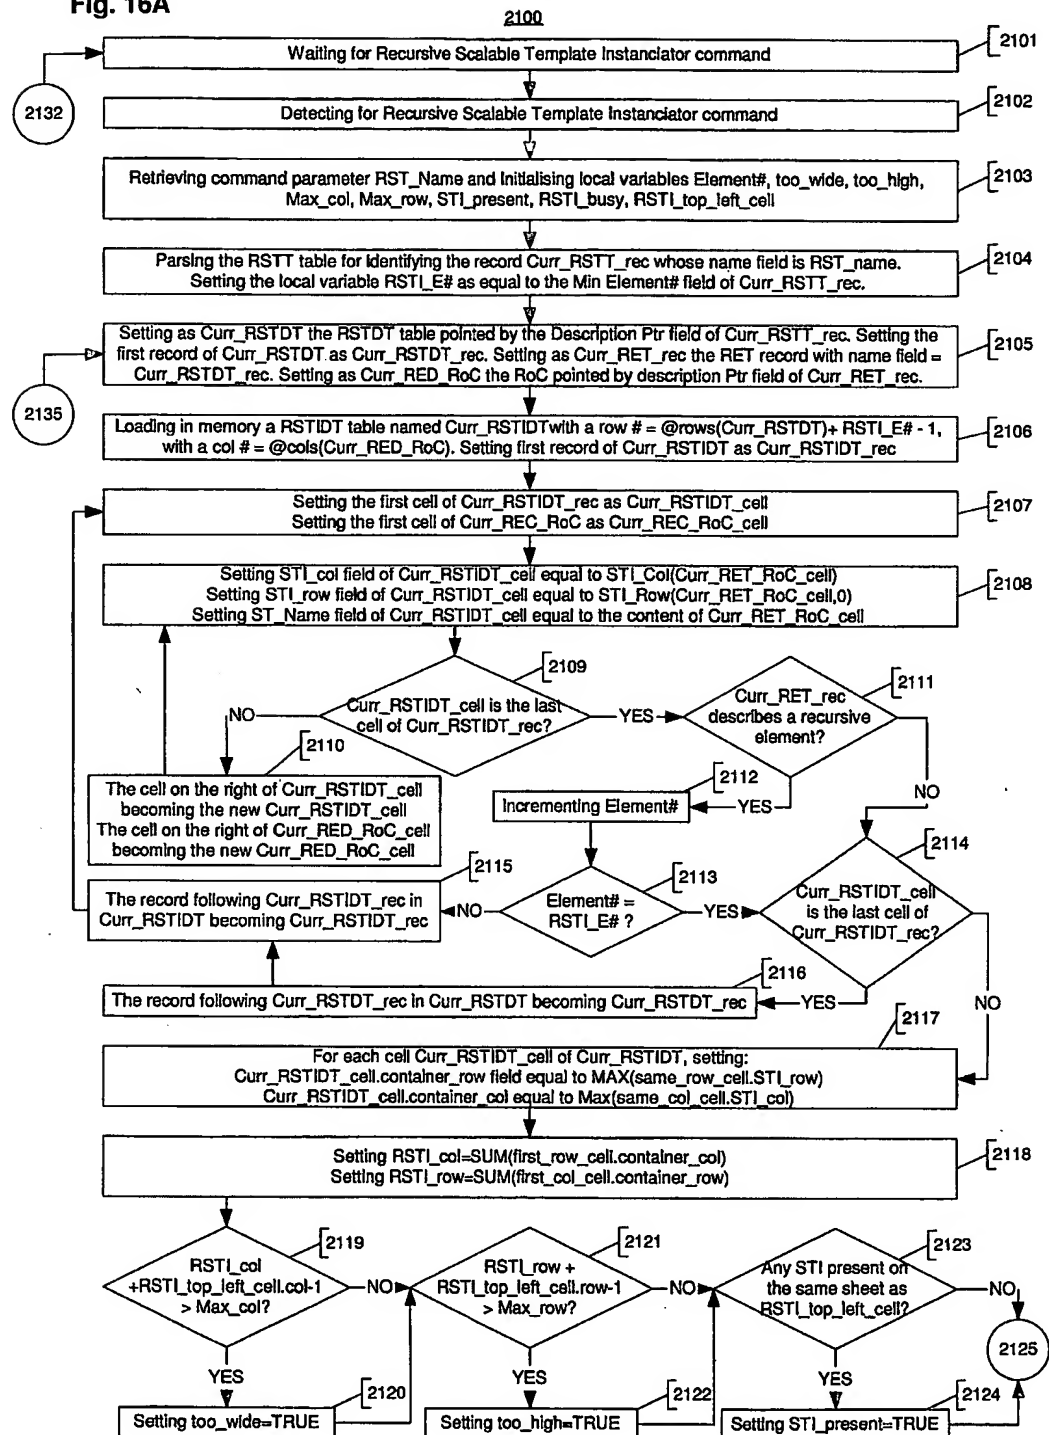 Fig. 16A
2100
Waiting for Recursive Scalable Template Instanciator command
2101
2132
Detecting for Recursive Scalable Template Instanciator command
2102
Retrieving command parameter RST_Name and Initialising local variables Element#, too_wide, too_high,
Max_col, Max_row, STI_present, RSTI_busy, RSTI_top_left_cell
2103
Parsing the RSTT table for Identifying the record Curr_RSTT_rec whose name field is RST_name.
Setting the local variable RSTI_E# as equal to the Min Element# field of Curr_RSTT_rec.
2104
Setting as Curr_RSTDT the RSTDT table pointed by the Description Ptr field of Curr_RSTT_rec. Setting the
first record of Curr_RSTDT as Curr_RSTDT_rec. Setting as Curr_RET_rec the RET record with name field =
Curr_RSTDT_rec. Setting as Curr_RED_RoC the RoC pointed by description Ptr field of Curr_RET_rec.
2105
2135
Loading in memory a RSTIDT table named Curr_RSTIDTwith a row # = @rows(Curr_RSTDT)+ RSTI_E# - 1,
with a col # = @cols(Curr_RED_RoC). Setting first record of Curr_RSTIDT as Curr_RSTIDT_rec
2106
Setting the first cell of Curr_RSTIDT_rec as Curr_RSTIDT_cell
Setting the first cell of Curr_REC_RoC as Curr_REC_RoC_cell
2107
Setting STI_col field of Curr_RSTIDT_cell equal to STI_Col(Curr_RET_RoC_cell)
Setting STI_row field of Curr_RSTIDT_cell equal to STI_Row(Curr_RET_RoC_cell,0)
Setting ST_Name field of Curr_RSTIDT_cell equal to the content of Curr_RET_RoC_cell
2108
2109
Curr_RSTIDT_cell is the last
cell of Curr_RSTIDT_rec?
NO
YES
2111
Curr_RET_rec
describes a recursive
element?
NO
YES
2110
The cell on the right of Curr_RSTIDT_cell
becoming the new Curr_RSTIDT_cell
The cell on the right of Curr_RED_RoC_cell
becoming the new Curr_RED_RoC_cell
2112
Incrementing Element#
2113
Element# =
RSTI_E# ?
NO
YES
2114
Curr_RSTIDT_cell
is the last cell of
Curr_RSTIDT_rec?
YES
NO
2115
The record following Curr_RSTIDT_rec in
Curr_RSTIDT becoming Curr_RSTIDT_rec
2116
The record following Curr_RSTDT_rec in Curr_RSTDT becoming Curr_RSTDT_rec
2117
For each cell Curr_RSTIDT_cell of Curr_RSTIDT, setting:
Curr_RSTIDT_cell.container_row field equal to MAX(same_row_cell.STI_row)
Curr_RSTIDT_cell.container_col equal to Max(same_col_cell.STI_col)
Setting RSTI_col=SUM(first_row_cell.container_col)
Setting RSTI_row=SUM(first_col_cell.container_row)
2118
2119
RSTI_col
+RSTI_top_left_cell.col-1
> Max_col?
NO
YES
2120
Setting too_wide=TRUE
2121
RSTI_row +
RSTI_top_left_cell.row-1
> Max_row?
NO
YES
2122
Setting too_high=TRUE
2123
Any STI present on
the same sheet as
RSTI_top_left_cell?
NO
YES
2125
2124
Setting STI_present=TRUE